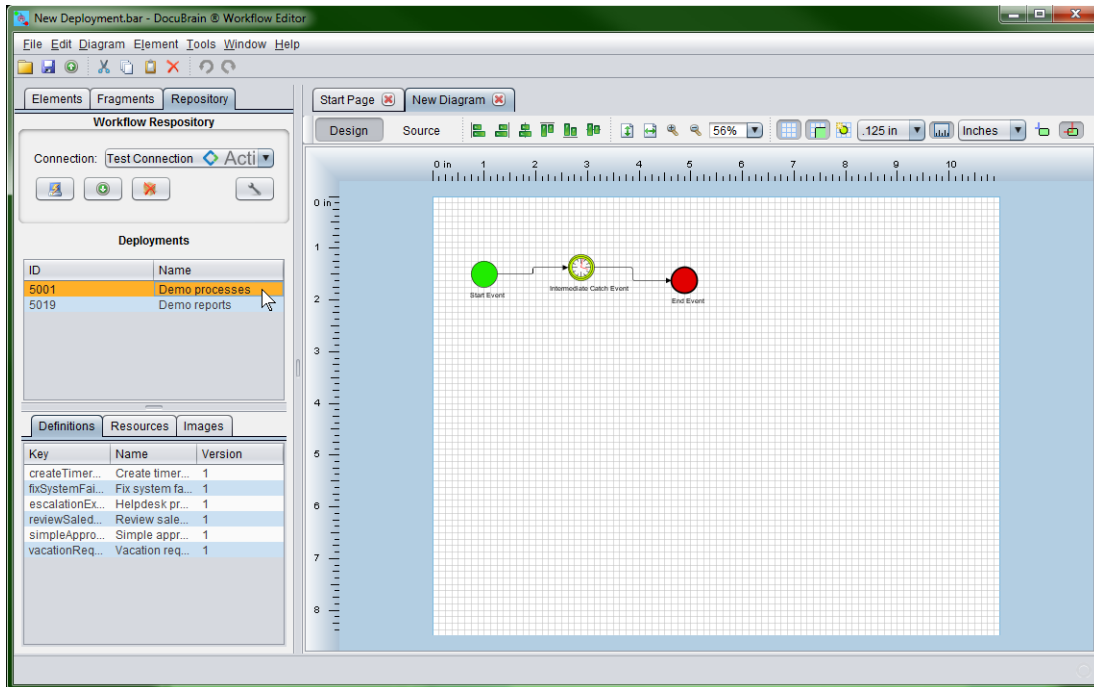 New Deployment.bar - DocuBrain ® Workflow Editor
File Edit Diagram Element Tools Window Help
Elements Fragments Repository
Workflow Respository
Connection: Test Connection Acti
Deployments
ID Name
5001 Demo processes
5019 Demo reports
Definitions Resources Images
Key Name Version
createTimer... Create timer... 1
fixSystemFai... Fix system fa... 1
escalationEx... Helpdesk pr... 1
reviewSaled... Review sale... 1
simpleAppro... Simple appr... 1
vacationReq... Vacation req... 1
Start Page New Diagram
Design Source 56% .125 in Inches
0 in 1 2 3 4 5 6 7 8 9 10
0 in
1
2
3
4
5
6
7
8
Start Event
Intermediate Catch Event
End Event